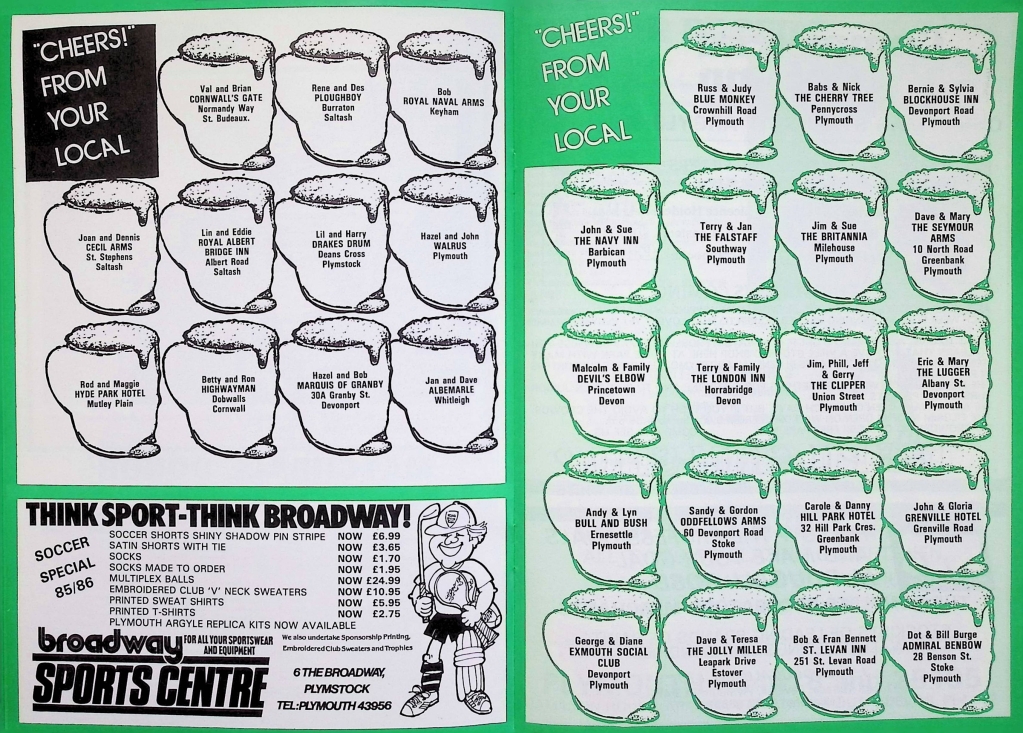 "CHEERS!"
FROM
YOUR
LOCAL
Val and Brian
CORNWALL'S GATE
Normandy Way
St. Budeaux.
Rene and Des
PLOUGHBOY
Burraton
Saltash
Bob
ROYAL NAVAL ARMS
Keyham
Joan and Dennis
CECIL ARMS
St. Stephens
Saltash
Lin and Eddie
ROYAL ALBERT
BRIDGE INN
Albert Road
Saltash
Lil and Harry
DRAKES DRUM
Deans Cross
Plymstock
Hazel and John
WALRUS
Plymouth
Rod and Maggie
HYDE PARK HOTEL
Mutley Plain
Betty and Ron
HIGHWAYMAN
Dobwalls
Cornwall
Hazel and Bob
MARQUIS OF GRANBY
30A Granby St.
Devonport
Jan and Dave
ALBEMARLE
Whitleigh
THINK SPORT-THINK BROADWAY!
SOCCER
SPECIAL
85/86
SOCCER SHORTS SHINY SHADOW PIN STRIPE NOW £6.99
SATIN SHORTS WITH TIE NOW £3.65
SOCKS NOW £1.70
SOCKS MADE TO ORDER NOW £1.95
MULTIPLEX BALLS NOW £24.99
EMBROIDERED CLUB 'V' NECK SWEATERS NOW £10.95
PRINTED SWEAT SHIRTS NOW £5.95
PRINTED T-SHIRTS NOW £2.75
PLYMOUTH ARGYLE REPLICA KITS NOW AVAILABLE
broadway
FOR ALL YOUR SPORTSWEAR
AND EQUIPMENT
SPORTS CENTRE
We also undertake Sponsorship Printing,
Embroidered Club Sweaters and Trophies
6 THE BROADWAY,
PLYMSTOCK
TEL:PLYMOUTH 43956
"CHEERS!"
FROM
YOUR
LOCAL
Russ & Judy
BLUE MONKEY
Crownhill Road
Plymouth
Babs & Nick
THE CHERRY TREE
Pennycross
Plymouth
Bernie & Sylvia
BLOCKHOUSE INN
Devonport Road
Plymouth
John & Sue
THE NAVY INN
Barbican
Plymouth
Terry & Jan
THE FALSTAFF
Southway
Plymouth
Jim & Sue
THE BRITANNIA
Milehouse
Plymouth
Dave & Mary
THE SEYMOUR
ARMS
10 North Road
Greenbank
Plymouth
Malcolm & Family
DEVIL'S ELBOW
Princetown
Devon
Terry & Family
THE LONDON INN
Horrabridge
Devon
Jim, Phill, Jeff
& Gerry
THE CLIPPER
Union Street
Plymouth
Eric & Mary
THE LUGGER
Albany St.
Devonport
Plymouth
Andy & Lyn
BULL AND BUSH
Ernesettle
Plymouth
Sandy & Gordon
ODDFELLOWS ARMS
60 Devonport Road
Stoke
Plymouth
Carole & Danny
HILL PARK HOTEL
32 Hill Park Cres.
Greenbank
Plymouth
John & Gloria
GRENVILLE HOTEL
Grenville Road
Plymouth
George & Diane
EXMOUTH SOCIAL
CLUB
Devonport
Plymouth
Dave & Teresa
THE JOLLY MILLER
Leapark Drive
Estover
Plymouth
Bob & Fran Bennett
ST. LEVAN INN
251 St. Levan Road
Plymouth
Dot & Bill Burge
ADMIRAL BENBOW
28 Benson St.
Stoke
Plymouth